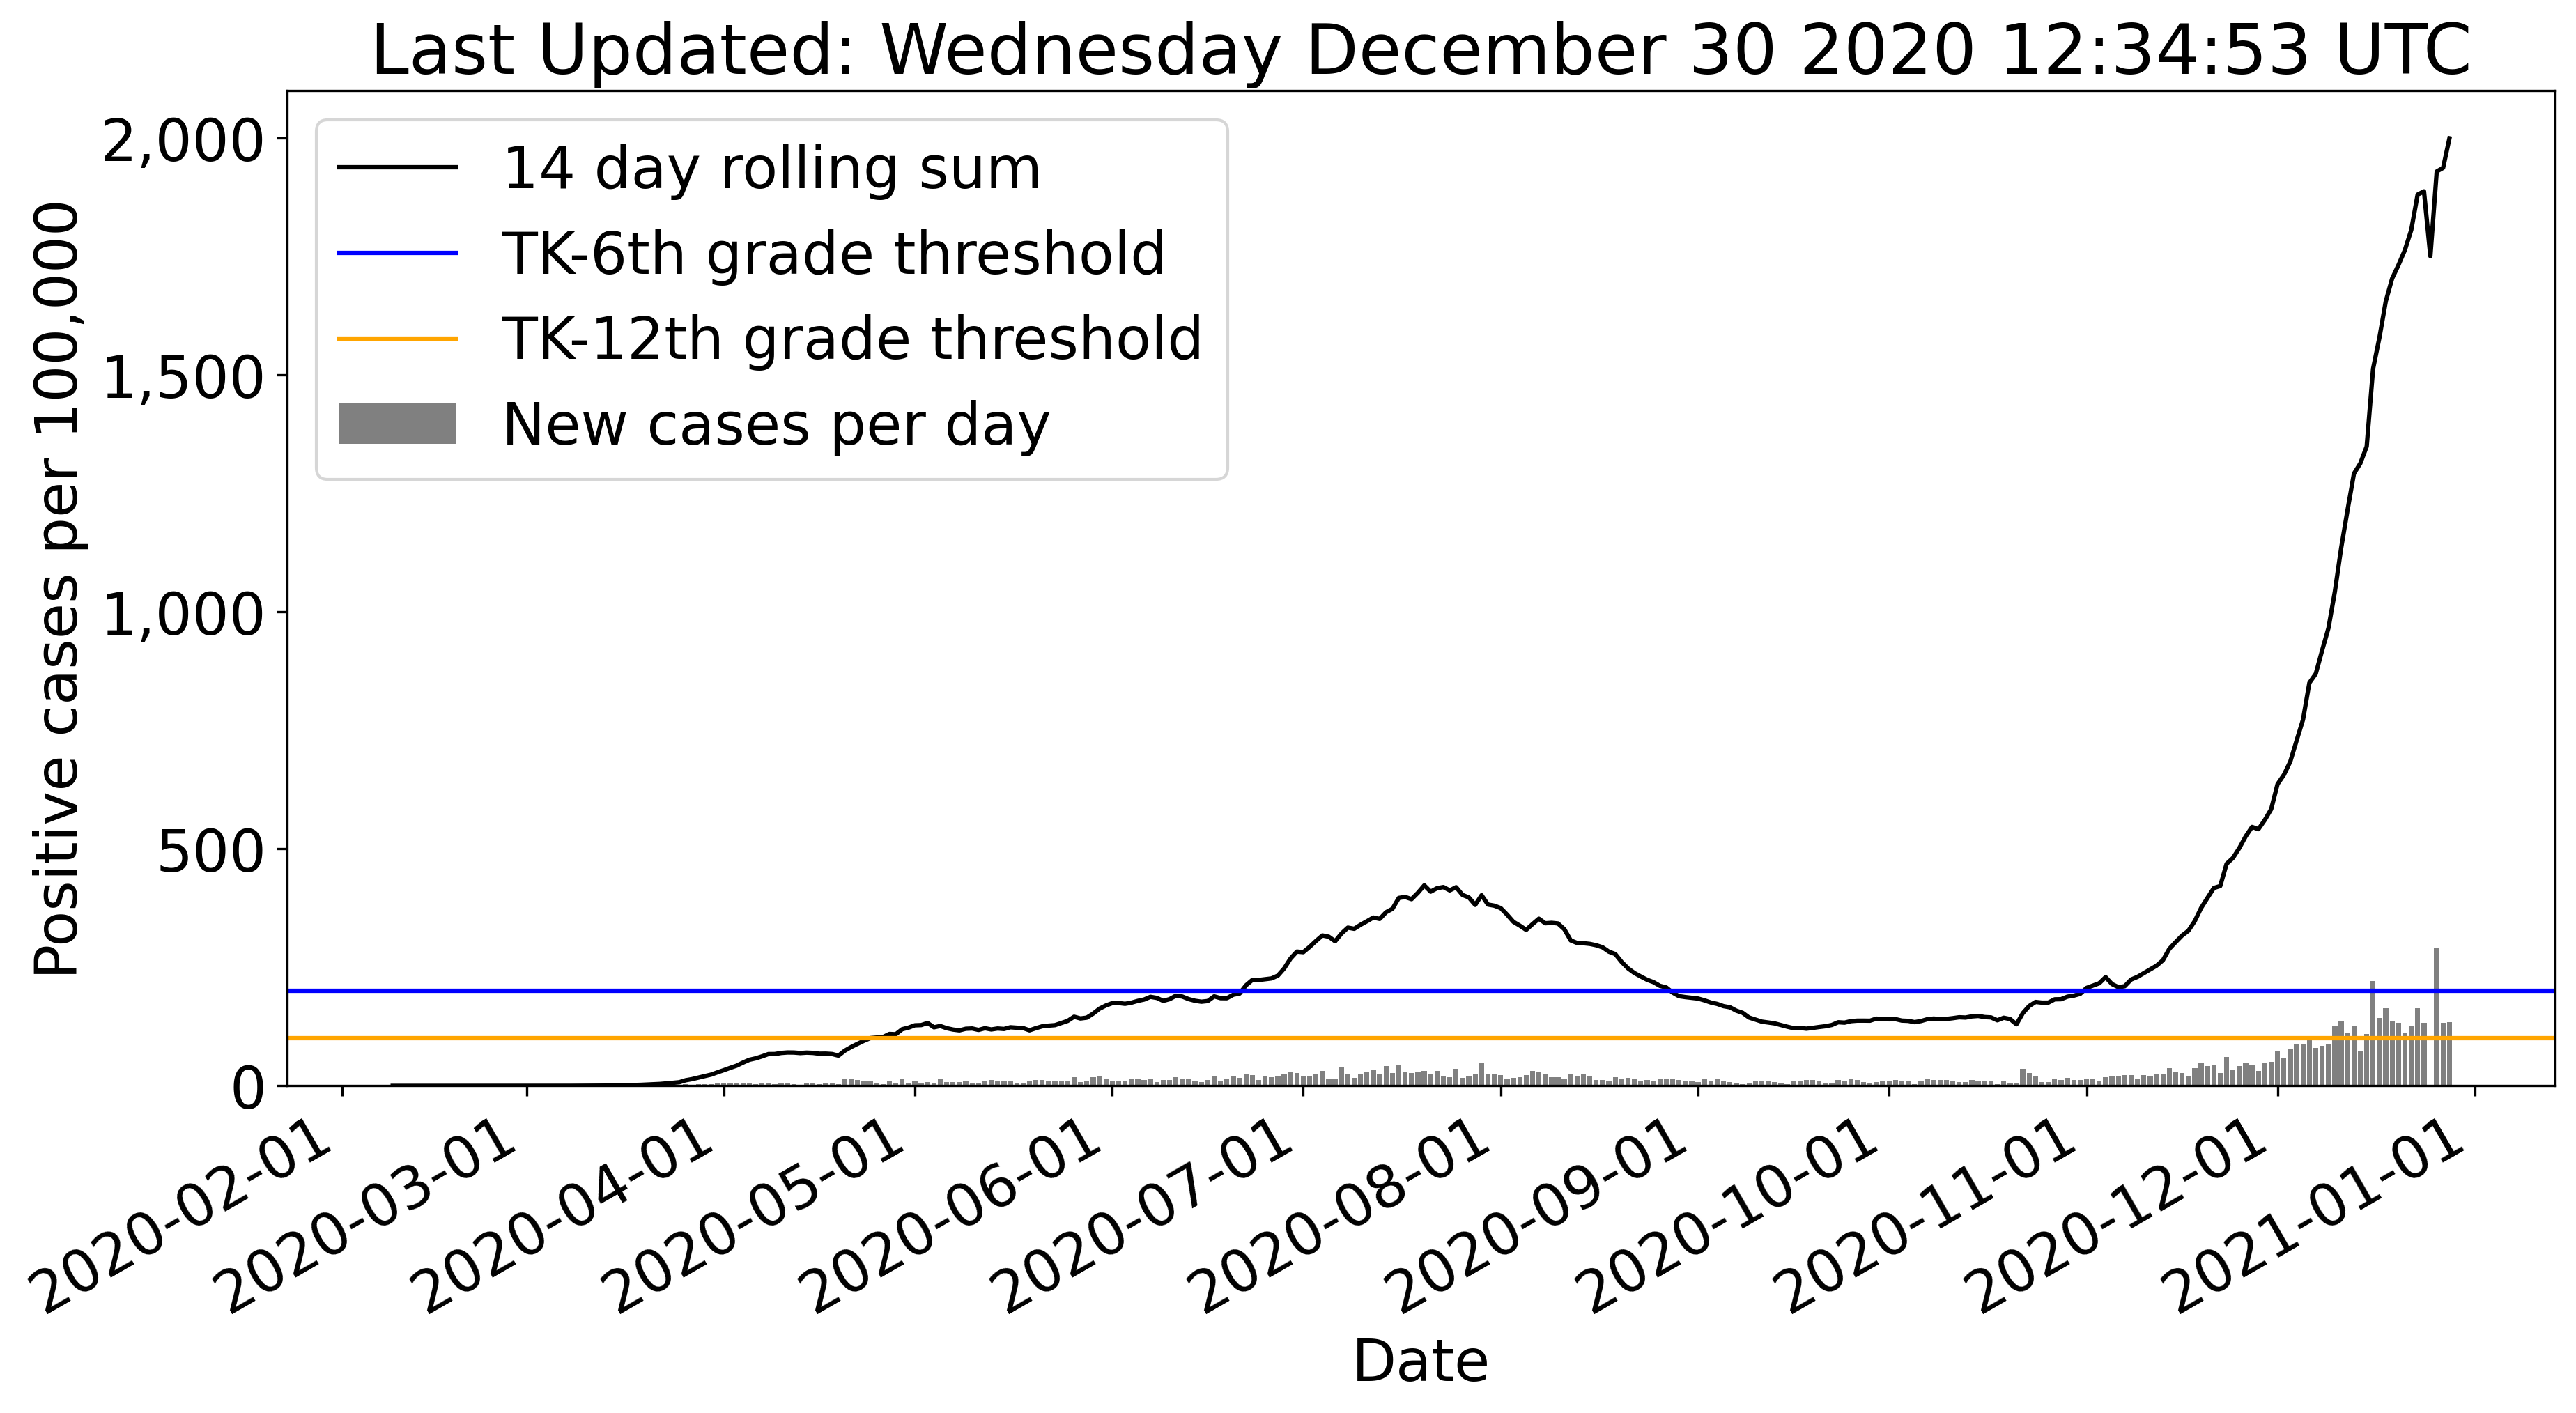 Last Updated: Wednesday December 30 2020 12:34:53 UTC
14 day rolling sum
TK-6th grade threshold
TK-12th grade threshold
New cases per day
Positive cases per 100,000
2,000
1,500
1,000
500
0
2020-02-01
2020-03-01
2020-04-01
2020-05-01
2020-06-01
2020-07-01
2020-08-01
2020-09-01
2020-10-01
2020-11-01
2020-12-01
2021-01-01
Date